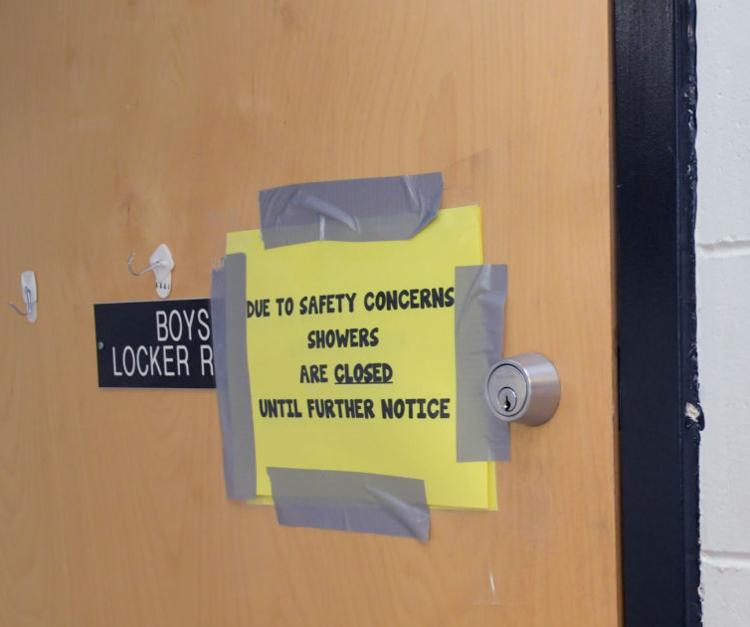 BOYS
LOCKER R
DUE TO SAFETY CONCERNS
SHOWERS
ARE CLOSED
UNTIL FURTHER NOTICE